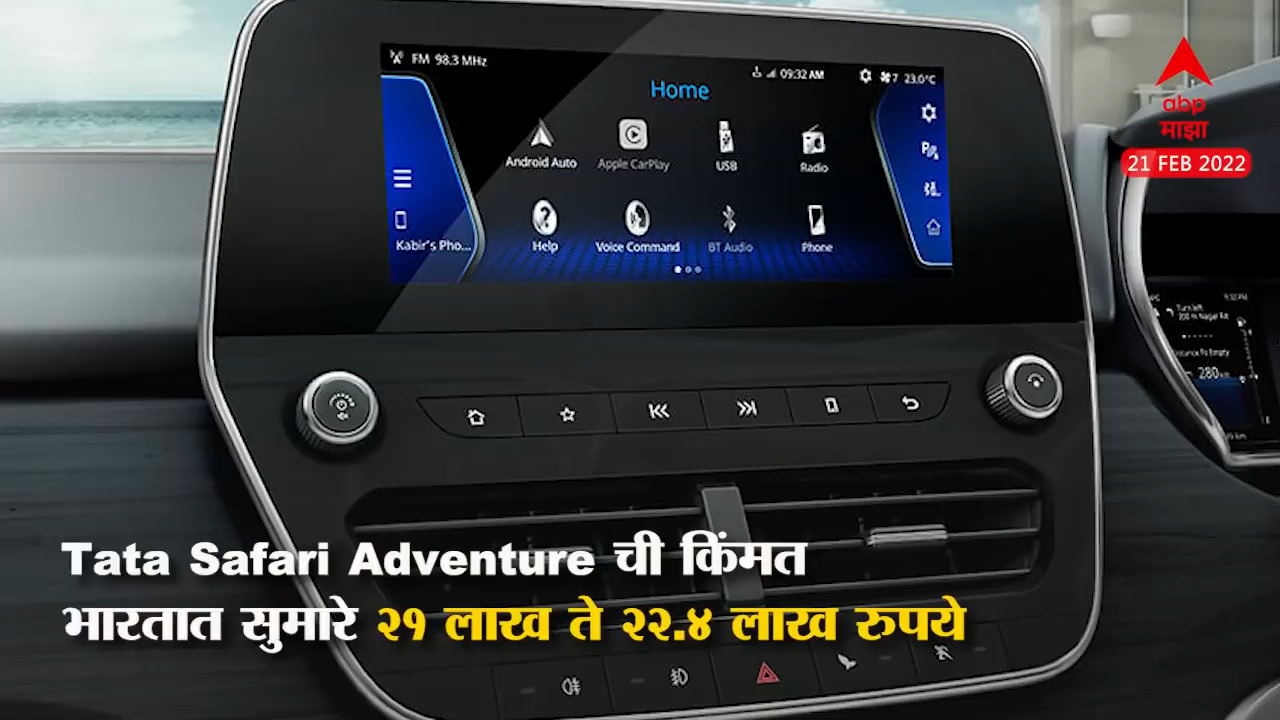 FM 98.3 MHz
09:32 AM
7 23.0°C
Home
Android Auto
Apple CarPlay
USB
Radio
Kabir's Pho...
Help
Voice Command
BT Audio
Phone
abp
माझा
21 FEB 2022
Turn left
280
Tata Safari Adventure ची किंमत
भारतात सुमारे २१ लाख ते २२.४ लाख रुपये